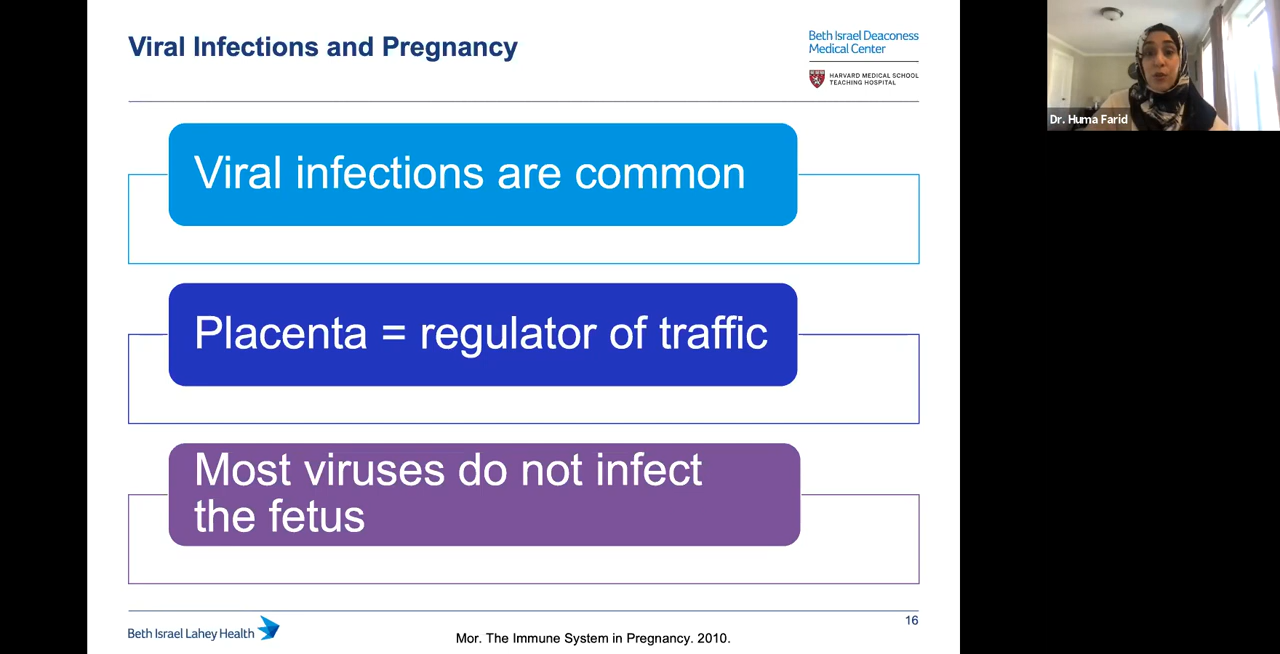 Viral Infections and Pregnancy
Beth Israel Deaconess
Medical Center
HARVARD MEDICAL SCHOOL
TEACHING HOSPITAL
Dr. Huma Farid
Viral infections are common
Placenta = regulator of traffic
Most viruses do not infect
the fetus
Beth Israel Lahey Health
Mor. The Immune System in Pregnancy. 2010.
16